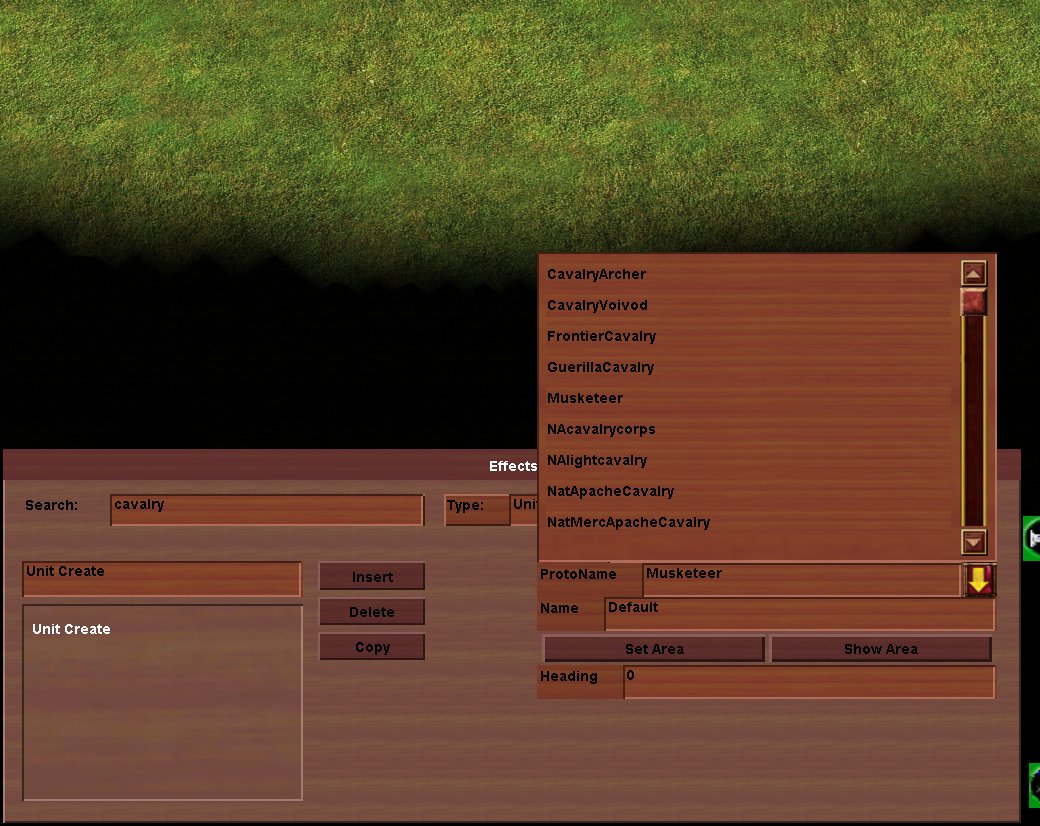 CavalryArcher
CavalryVoivod
FrontierCavalry
GuerillaCavalry
Musketeer
NAcavalrycorps
NAlightcavalry
NatApacheCavalry
NatMercApacheCavalry
Effects
Search: cavalry
Type:
Unit Create
Insert
Delete
Copy
Unit Create
ProtoName Musketeer
Name Default
Set Area Show Area
Heading 0